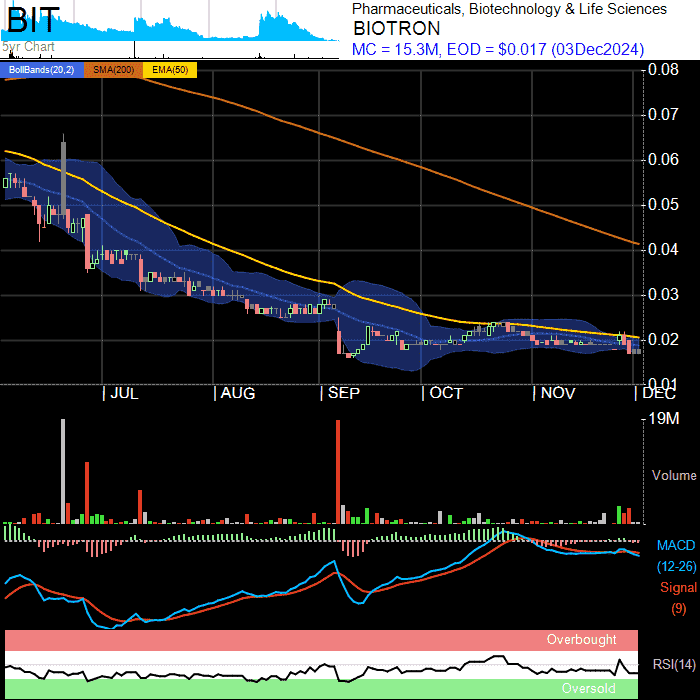 BIT
5yr Chart
Pharmaceuticals, Biotechnology & Life Sciences
BIOTRON
MC = 15.3M, EOD = $0.017 (03Dec2024)
BollBands(20,2) SMA(200) EMA(50)
0.08
0.07
0.06
0.05
0.04
0.03
0.02
0.01
| JUL | AUG | SEP | OCT | NOV | DEC
19M
Volume
MACD
(12-26)
Signal
(9)
Overbought
RSI(14)
Oversold